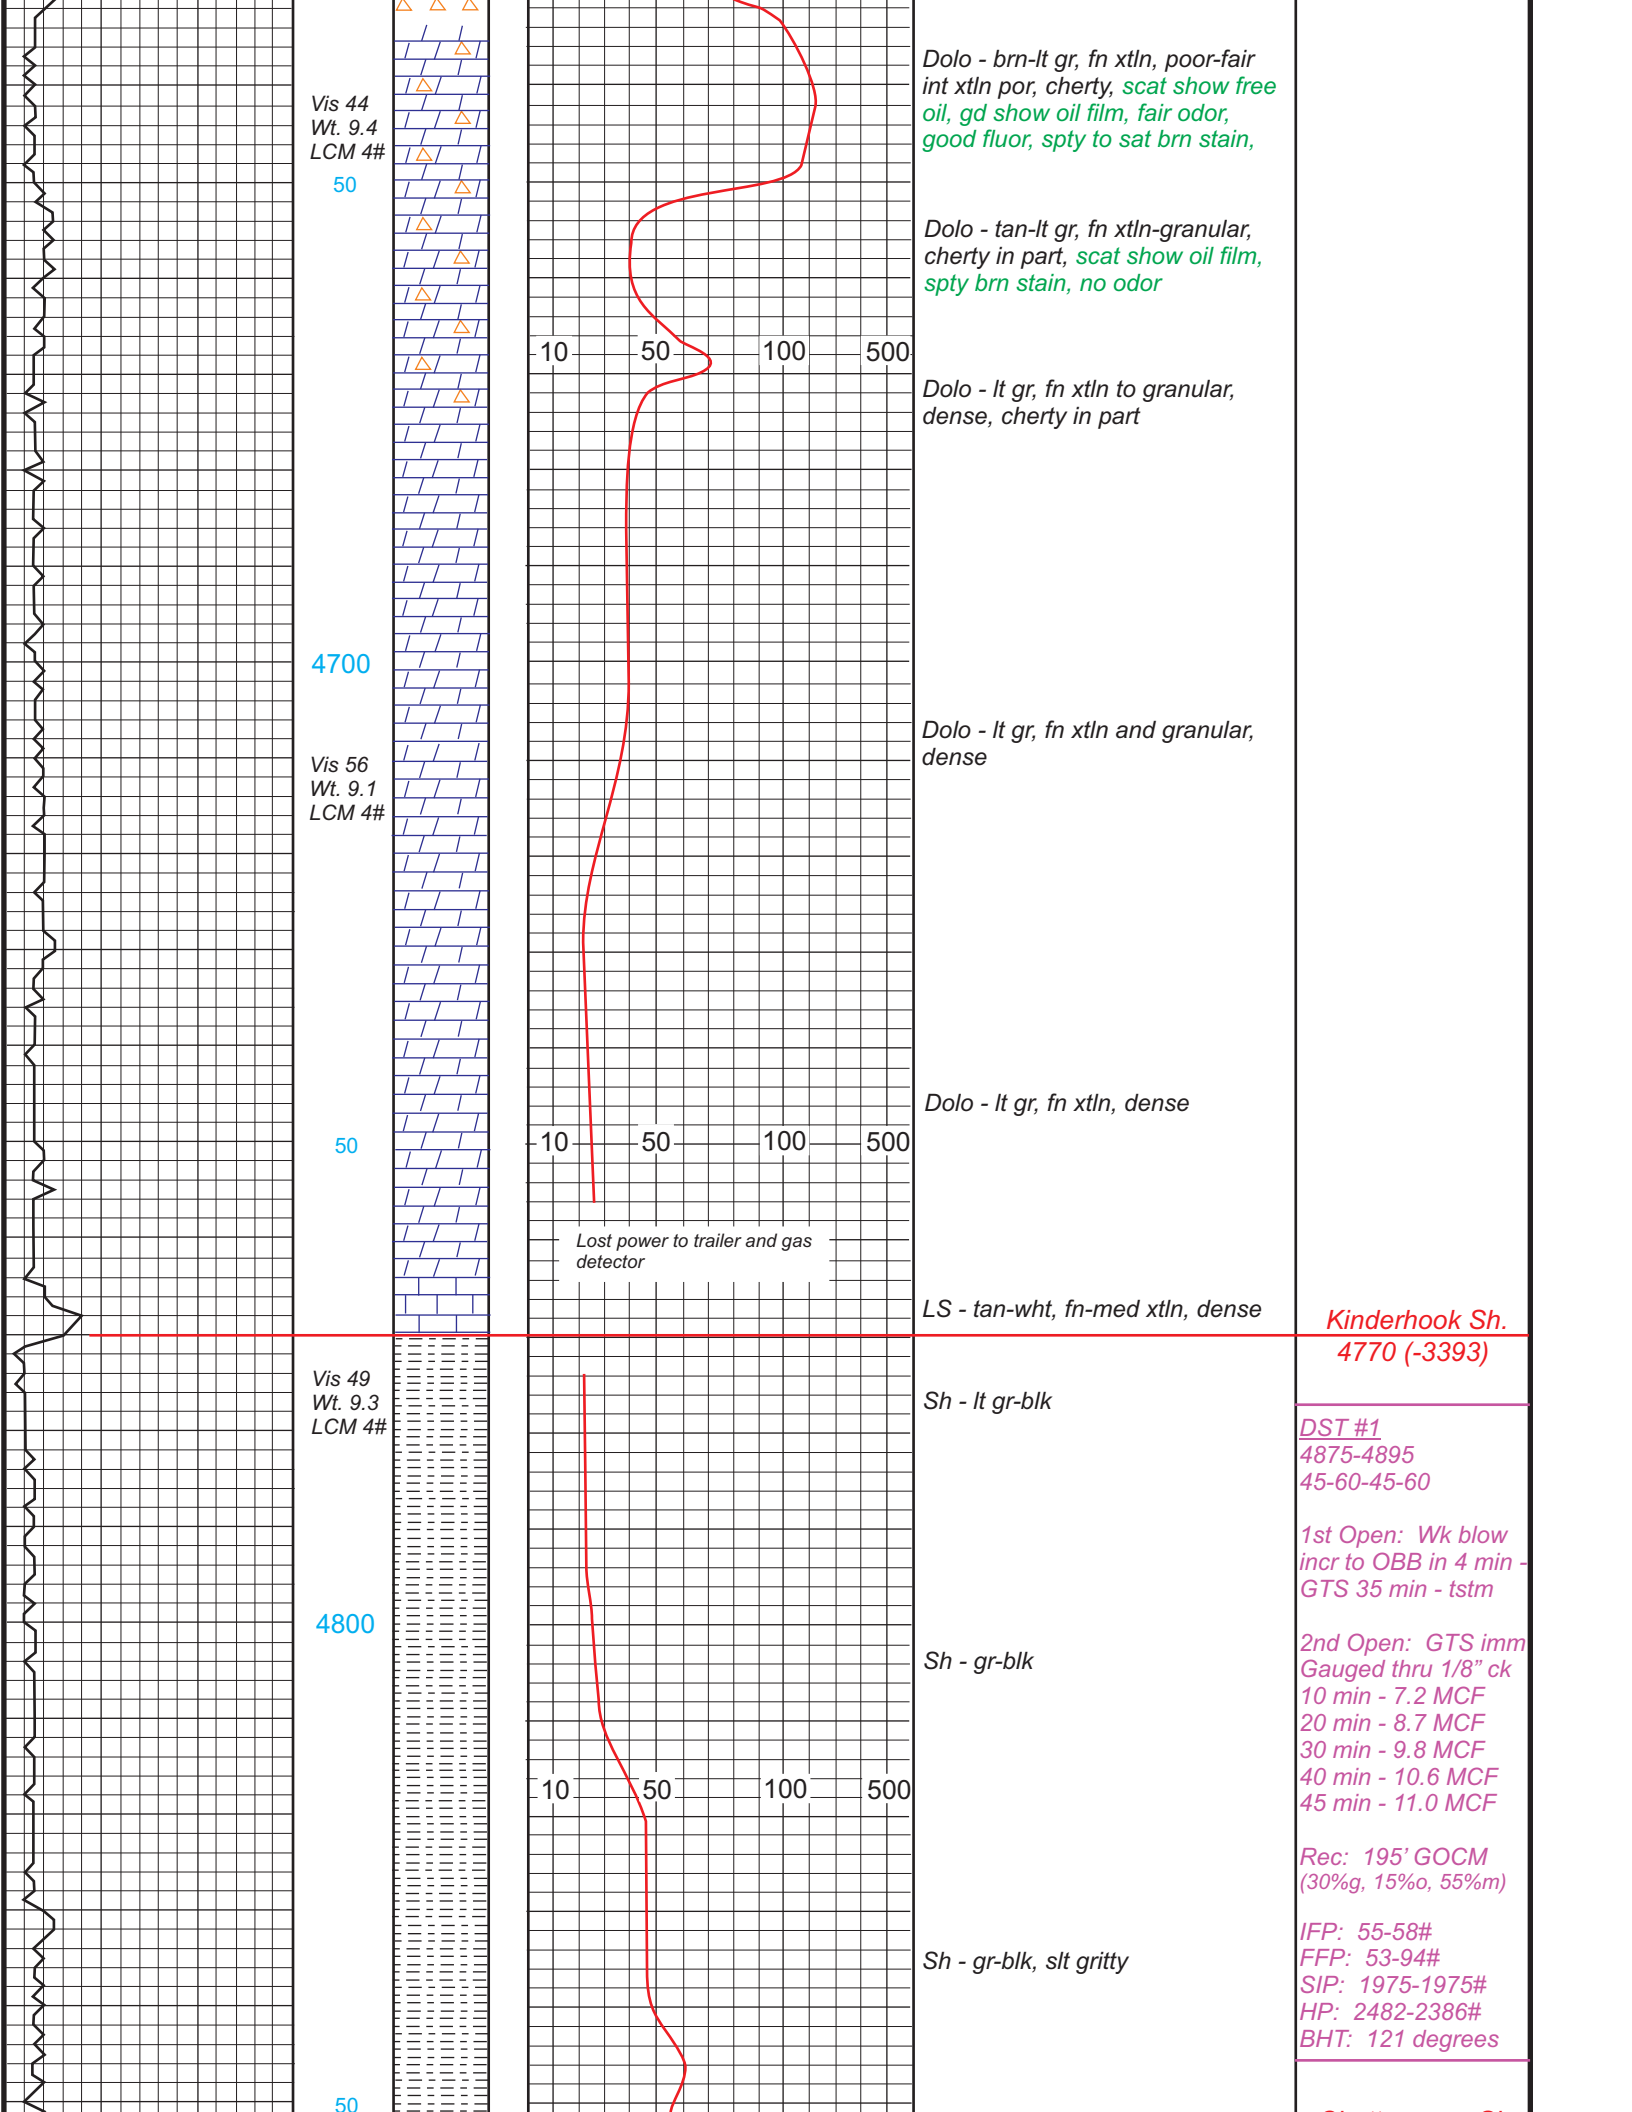 Dolo - brn-lt gr, fn xtln, poor-fair
int xtln por, cherty, scat show free
oil, gd show oil film, fair odor,
good fluor, spty to sat brn stain,
Vis 44
Wt. 9.4
LCM 4#
50
Dolo - tan-lt gr, fn xtln-granular,
cherty in part, scat show oil film,
spty brn stain, no odor
10 50 100 500
Dolo - lt gr, fn xtln to granular,
dense, cherty in part
4700
Dolo - lt gr, fn xtln and granular,
dense
Vis 56
Wt. 9.1
LCM 4#
Dolo - lt gr, fn xtln, dense
50
10 50 100 500
Lost power to trailer and gas
detector
LS - tan-wht, fn-med xtln, dense
Kinderhook Sh.
4770 (-3393)
Vis 49
Wt. 9.3
LCM 4#
Sh - lt gr-blk
DST #1
4875-4895
45-60-45-60
1st Open:  Wk blow
incr to OBB in 4 min -
GTS 35 min - tstm
4800
2nd Open:  GTS imm
Gauged thru 1/8” ck
10 min - 7.2 MCF
20 min - 8.7 MCF
30 min - 9.8 MCF
40 min - 10.6 MCF
45 min - 11.0 MCF
Sh - gr-blk
10 50 100 500
Rec:  195’ GOCM
(30%g, 15%o, 55%m)
IFP:  55-58#
FFP:  53-94#
SIP:  1975-1975#
HP:  2482-2386#
BHT:  121 degrees
Sh - gr-blk, slt gritty
50